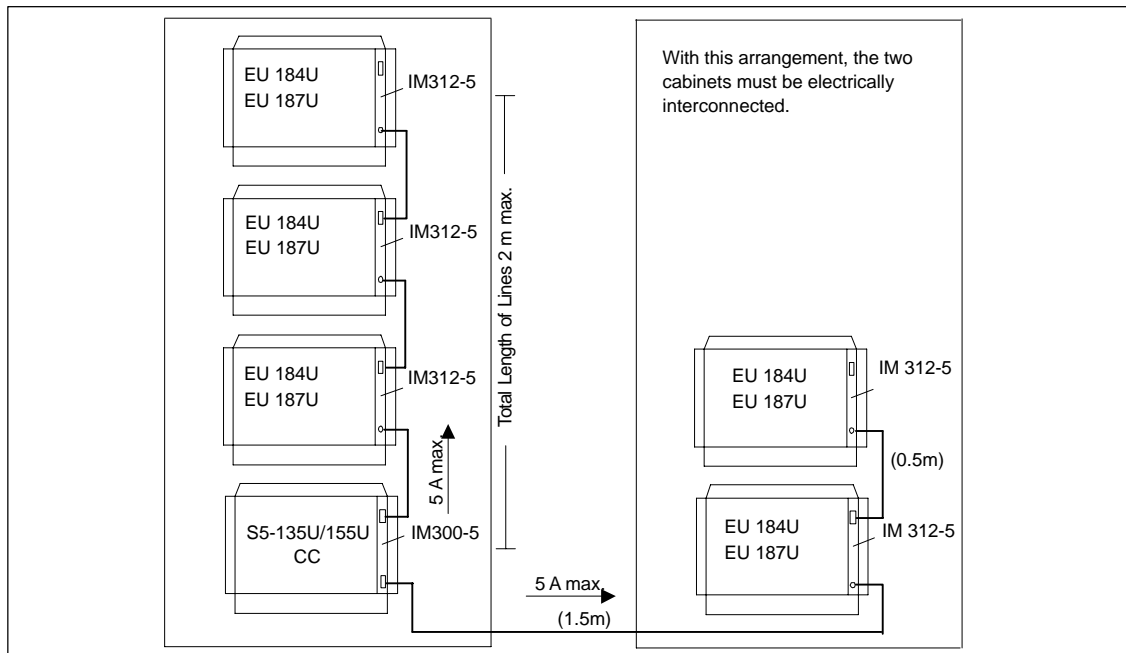 EU 184U
EU 187U
IM312-5
EU 184U
EU 187U
IM312-5
EU 184U
EU 187U
IM312-5
S5-135U/155U
CC
IM300-5
5 A max.
Total Length of Lines 2 m max.
5 A max.
(1.5m)
With this arrangement, the two
cabinets must be electrically
interconnected.
EU 184U
EU 187U
IM 312-5
(0.5m)
EU 184U
EU 187U
IM 312-5